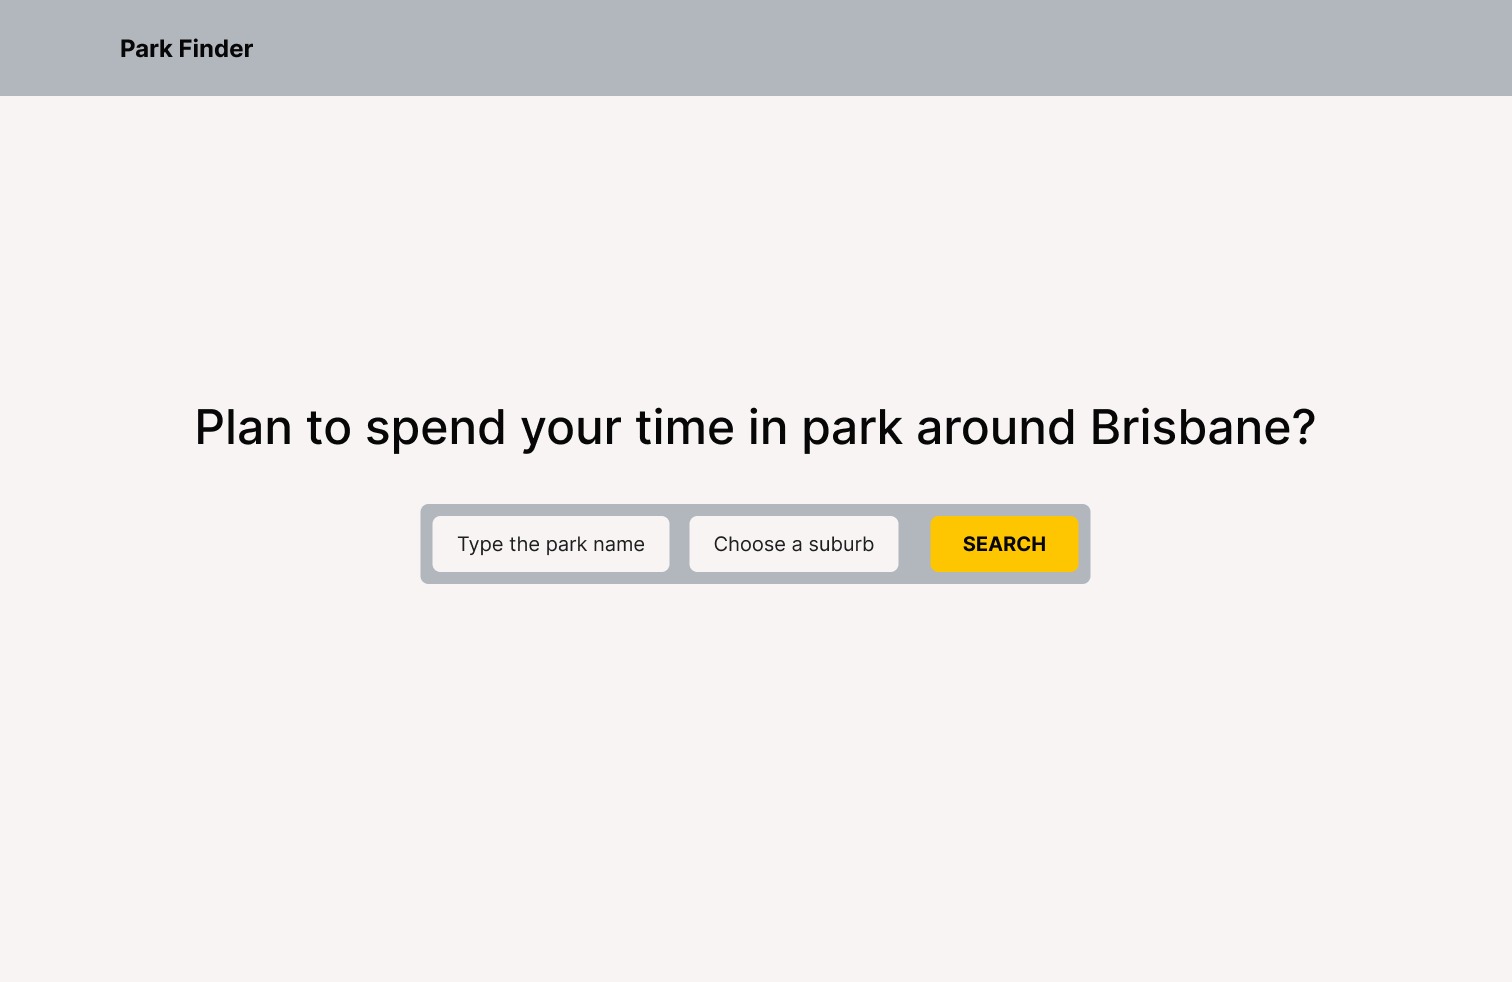 Park Finder
Plan to spend your time in park around Brisbane?
Type the park name
Choose a suburb
SEARCH